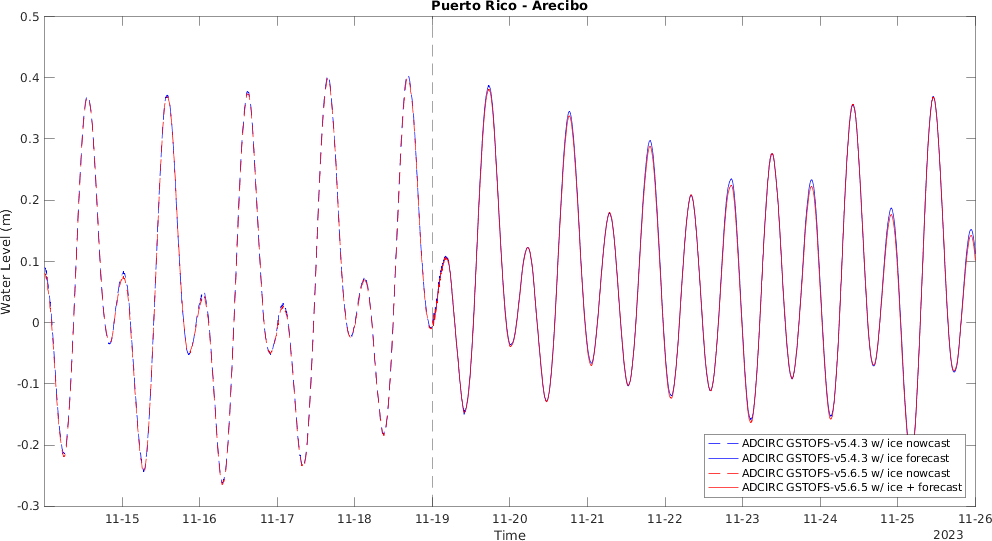 Puerto Rico - Arecibo
0.5
0.4
0.3
0.2
0.1
0
-0.1
-0.2
-0.3
Water Level (m)
ADCIRC GSTOFS-v5.4.3 w/ ice nowcast
ADCIRC GSTOFS-v5.4.3 w/ ice forecast
ADCIRC GSTOFS-v5.6.5 w/ ice nowcast
ADCIRC GSTOFS-v5.6.5 w/ ice + forecast
11-15 11-16 11-17 11-18 11-19 11-20 11-21 11-22 11-23 11-24 11-25 11-26
Time
2023